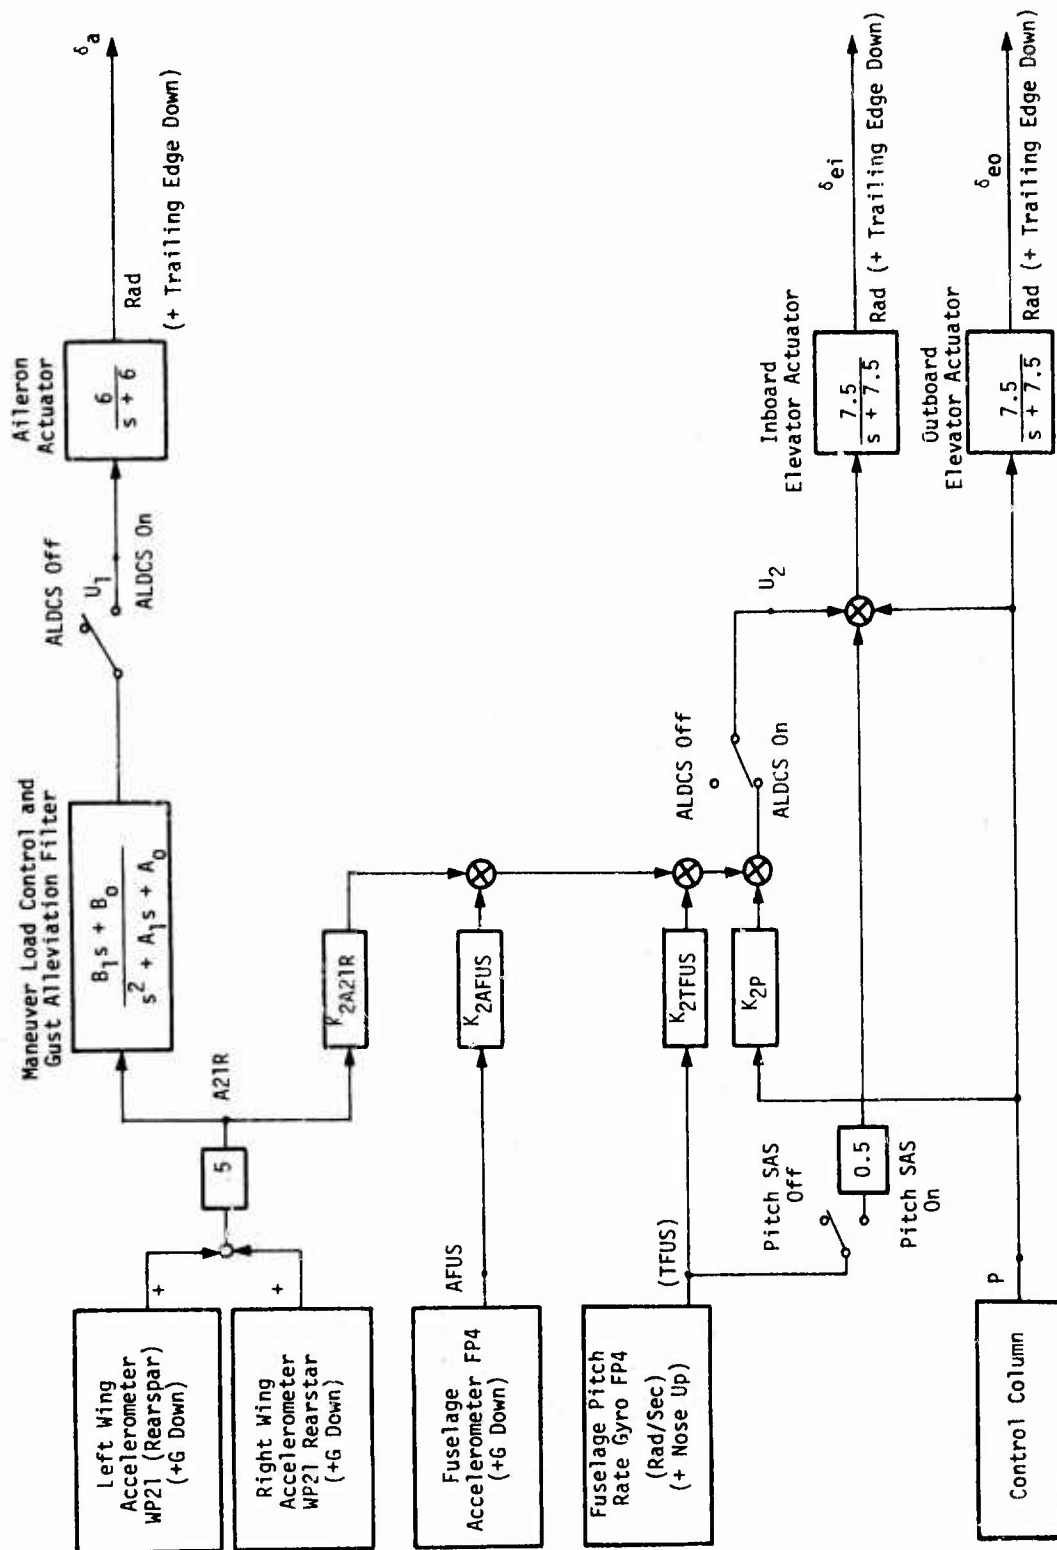 Left Wing
Accelerometer
WP21 (Rearspar)
(+G Down)
+
Right Wing
Accelerometer
WP21 Rearstar
(+G Down)
+
.5
A21R
Maneuver Load Control and
Gust Alleviation Filter
B1s + B0
s2 + A1s + A0
ALDCS Off
U1
ALDCS On
Aileron
Actuator
6
s + 6
Rad
(+ Trailing Edge Down)
δa
K2A21R
Fuselage
Accelerometer FP4
(+G Down)
AFUS
K2AFUS
Fuselage Pitch
Rate Gyro FP4
(Rad/Sec)
(+ Nose Up)
(TFUS)
K2TFUS
K2P
ALDCS Off
ALDCS On
U2
Pitch SAS
Off
0.5
Pitch SAS
On
Inboard
Elevator Actuator
7.5
s + 7.5
δei
Rad (+ Trailing Edge Down)
Control Column
P
Outboard
Elevator Actuator
7.5
s + 7.5
δeo
Rad (+ Trailing Edge Down)